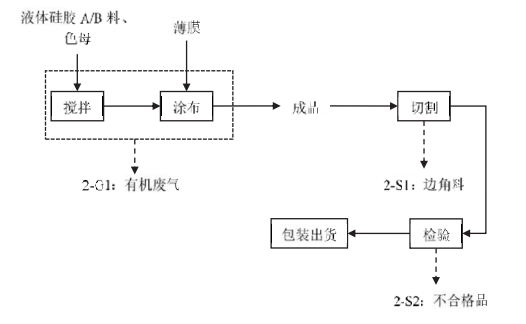 液体硅胶 A/B 料、
色母
薄膜
搅拌
涂布
成品
切割
2-G1：有机废气
2-S1：边角料
包装出货
检验
2-S2：不合格品